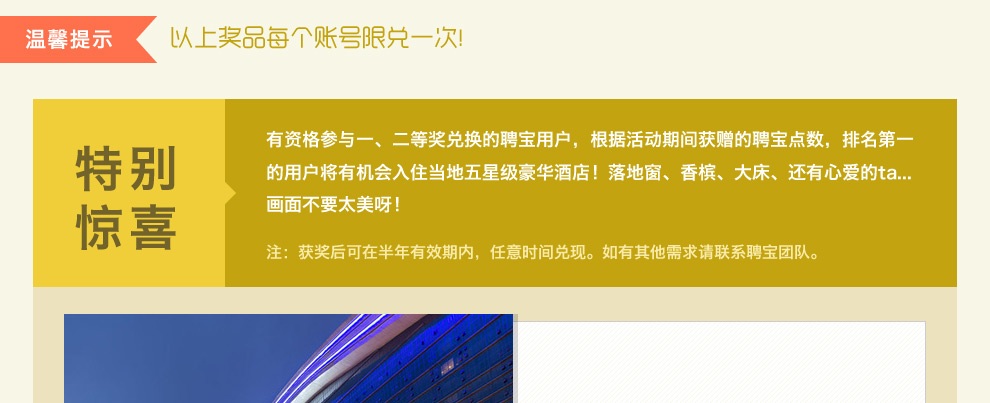 温馨提示
以上奖品每个账号限兑一次!
特别
惊喜
有资格参与一、二等奖兑换的聘宝用户，根据活动期间获赠的聘宝点数，排名第一
的用户将有机会入住当地五星级豪华酒店！落地窗、香槟、大床、还有心爱的ta...
画面不要太美呀！
注：获奖后可在半年有效期内，任意时间兑现。如有其他需求请联系聘宝团队。